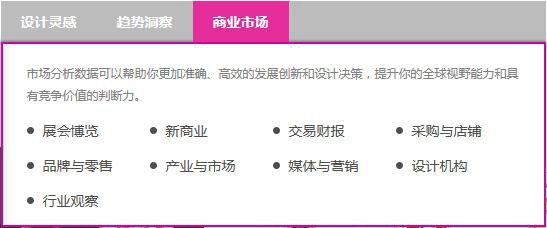 设计灵感 趋势洞察 商业市场
市场分析数据可以帮助你更加准确、高效的发展创新和设计决策，提升你的全球视野能力和具
有竞争价值的判断力。
展会博览 新商业 交易财报 采购与店铺
品牌与零售 产业与市场 媒体与营销 设计机构
行业观察